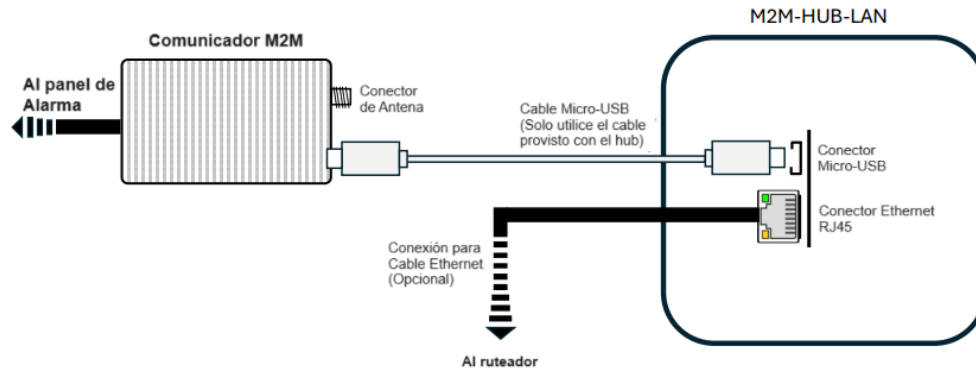 M2M-HUB-LAN
Comunicador M2M
Al panel de
Alarma
Conector
de Antena
Cable Micro-USB
(Solo utilice el cable
provisto con el hub)
Conector
Micro-USB
Conector Ethernet
RJ45
Conexión para
Cable Ethernet
(Opcional)
Al ruteador